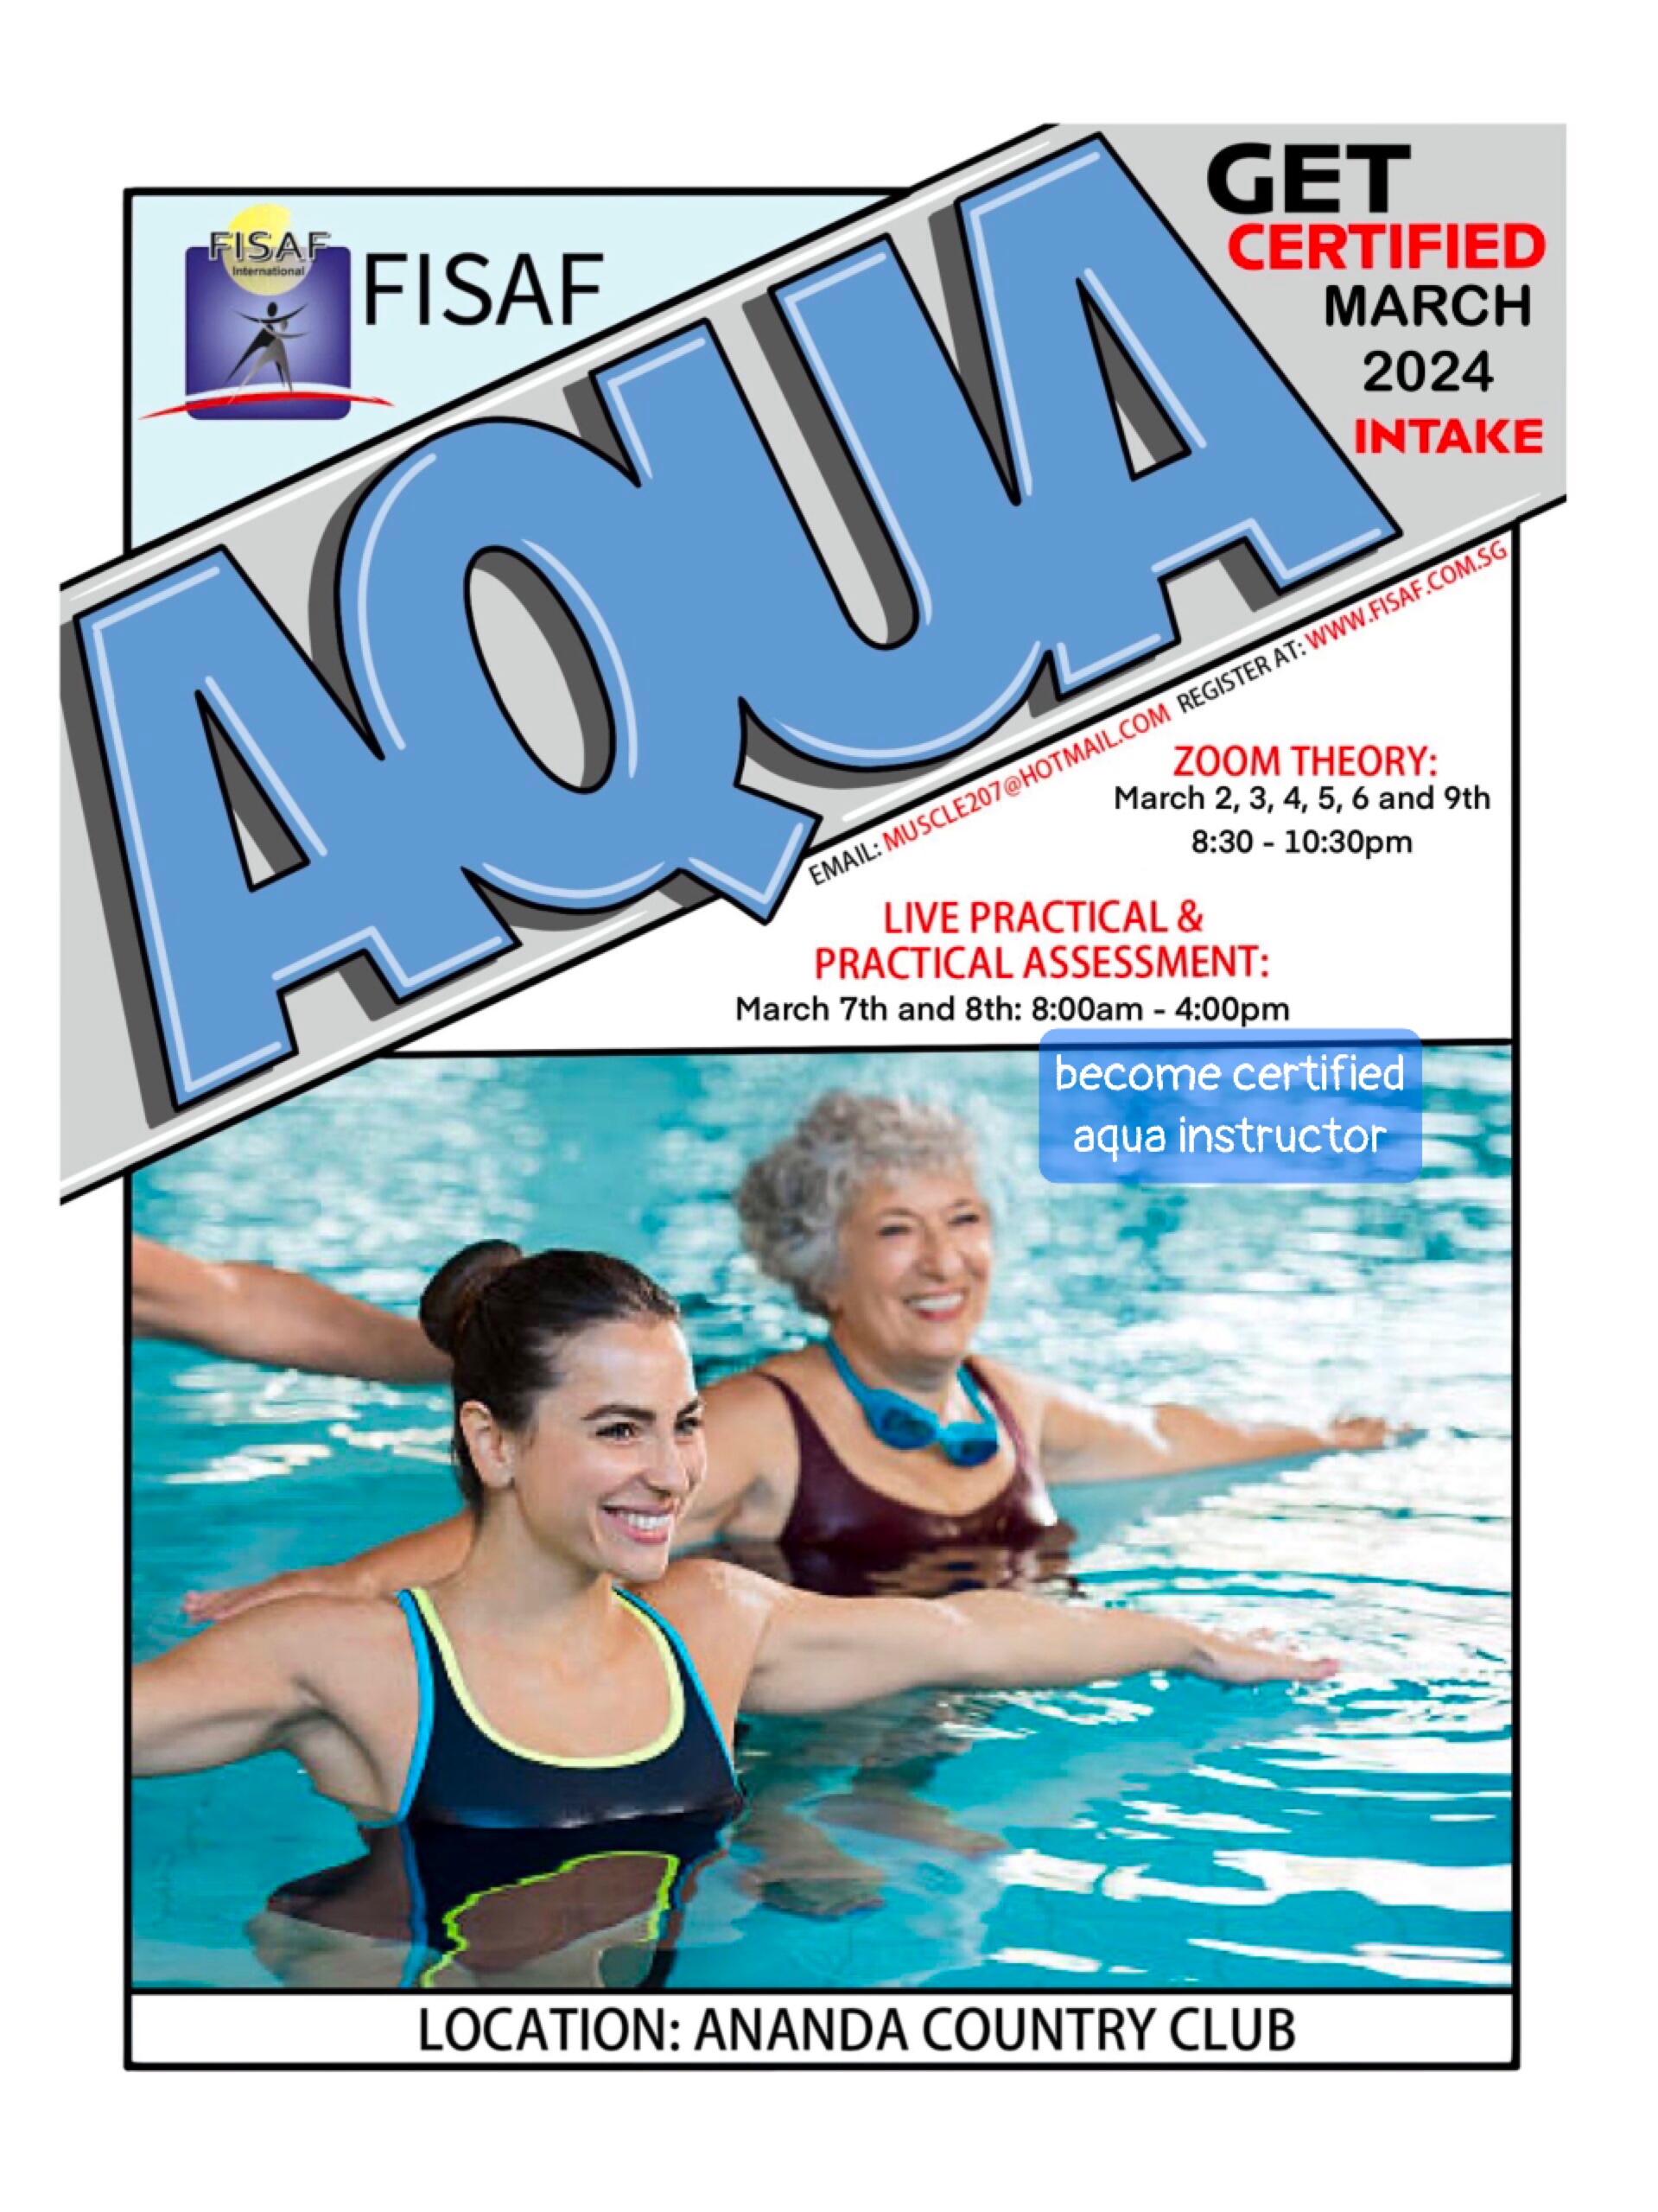 FISAF
International
FISAF
AQUA
GET
CERTIFIED
MARCH
2024
INTAKE
EMAIL: MUSCLE207@HOTMAIL.COM REGISTER AT: WWW.FISAF.COM.SG
ZOOM THEORY:
March 2, 3, 4, 5, 6 and 9th
8:30 - 10:30pm
LIVE PRACTICAL &
PRACTICAL ASSESSMENT:
March 7th and 8th: 8:00am - 4:00pm
become certified
aqua instructor
LOCATION: ANANDA COUNTRY CLUB